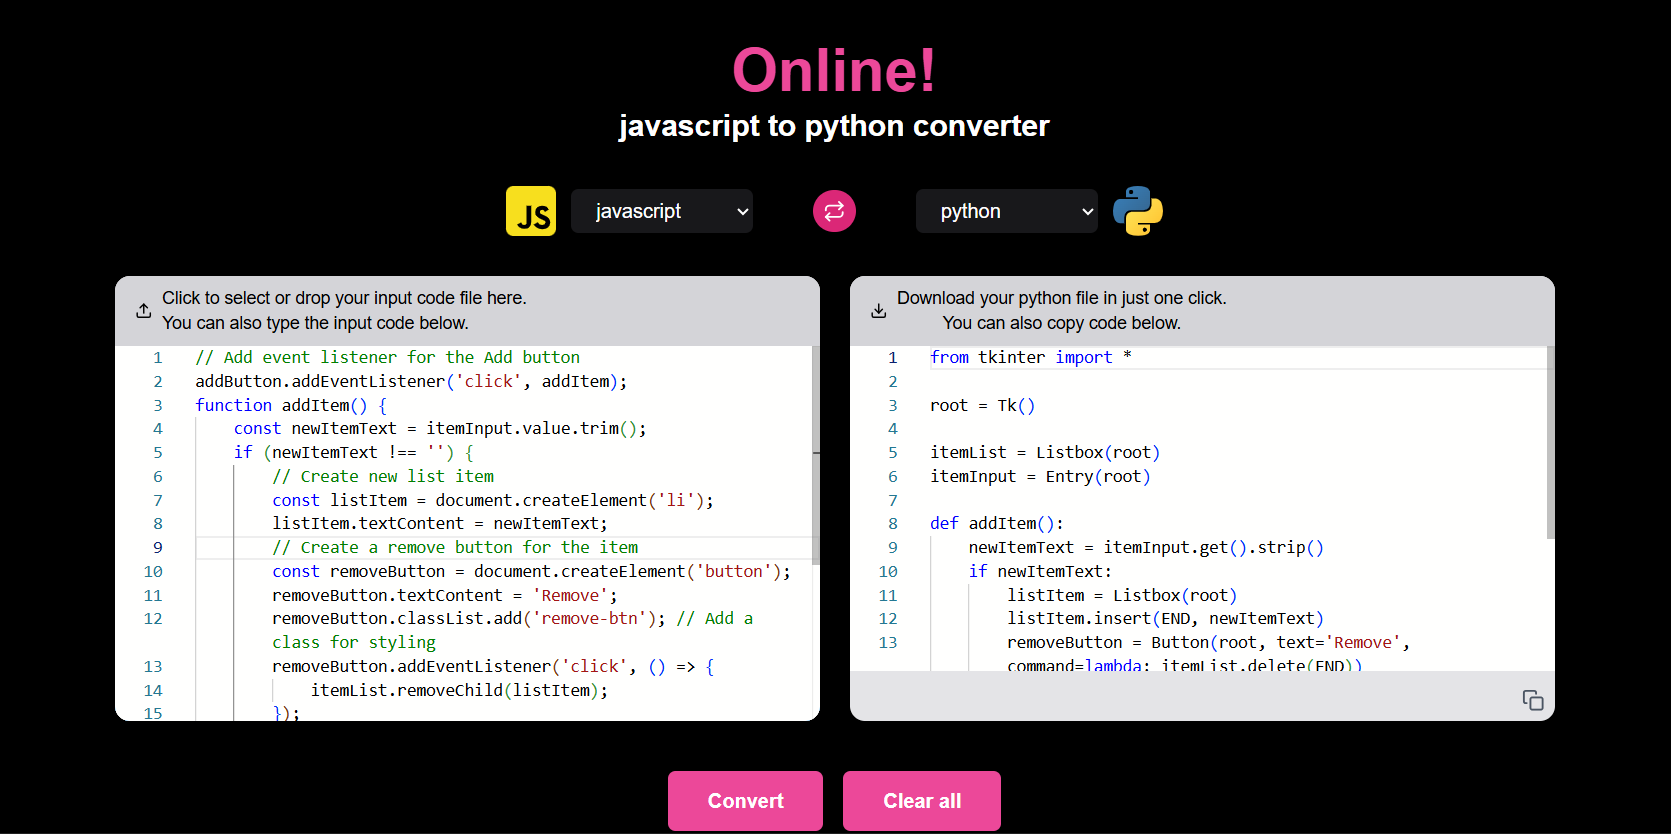 Online!
javascript to python converter
JS javascript python
Click to select or drop your input code file here.
You can also type the input code below.
1 // Add event listener for the Add button
2 addButton.addEventListener('click', addItem);
3 function addItem() {
4 const newItemText = itemInput.value.trim();
5 if (newItemText !== '') {
6 // Create new list item
7 const listItem = document.createElement('li');
8 listItem.textContent = newItemText;
9 // Create a remove button for the item
10 const removeButton = document.createElement('button');
11 removeButton.textContent = 'Remove';
12 removeButton.classList.add('remove-btn'); // Add a
class for styling
13 removeButton.addEventListener('click', () => {
14 itemList.removeChild(listItem);
15 });
Download your python file in just one click.
You can also copy code below.
1 from tkinter import *
2
3 root = Tk()
4
5 itemList = Listbox(root)
6 itemInput = Entry(root)
7
8 def addItem():
9 newItemText = itemInput.get().strip()
10 if newItemText:
11 listItem = Listbox(root)
12 listItem.insert(END, newItemText)
13 removeButton = Button(root, text='Remove',
command=lambda: itemList.delete(END))
Convert
Clear all